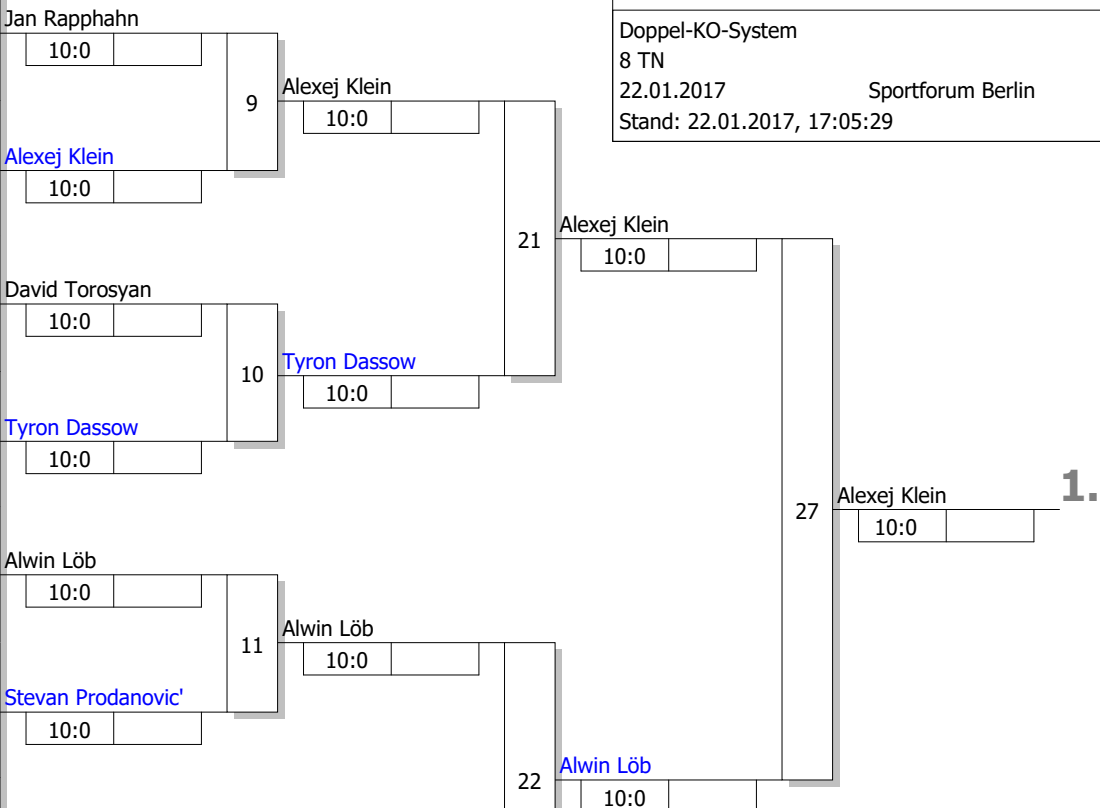 Jan Rapphahn
10:0
Doppel-KO-System
8 TN
22.01.2017 Sportforum Berlin
Stand: 22.01.2017, 17:05:29
9
Alexej Klein
10:0
Alexej Klein
10:0
21
Alexej Klein
10:0
David Torosyan
10:0
10
Tyron Dassow
10:0
Tyron Dassow
10:0
27
Alexej Klein
10:0
1.
Alwin Löb
10:0
11
Alwin Löb
10:0
Stevan Prodanovic'
10:0
22
Alwin Löb
10:0